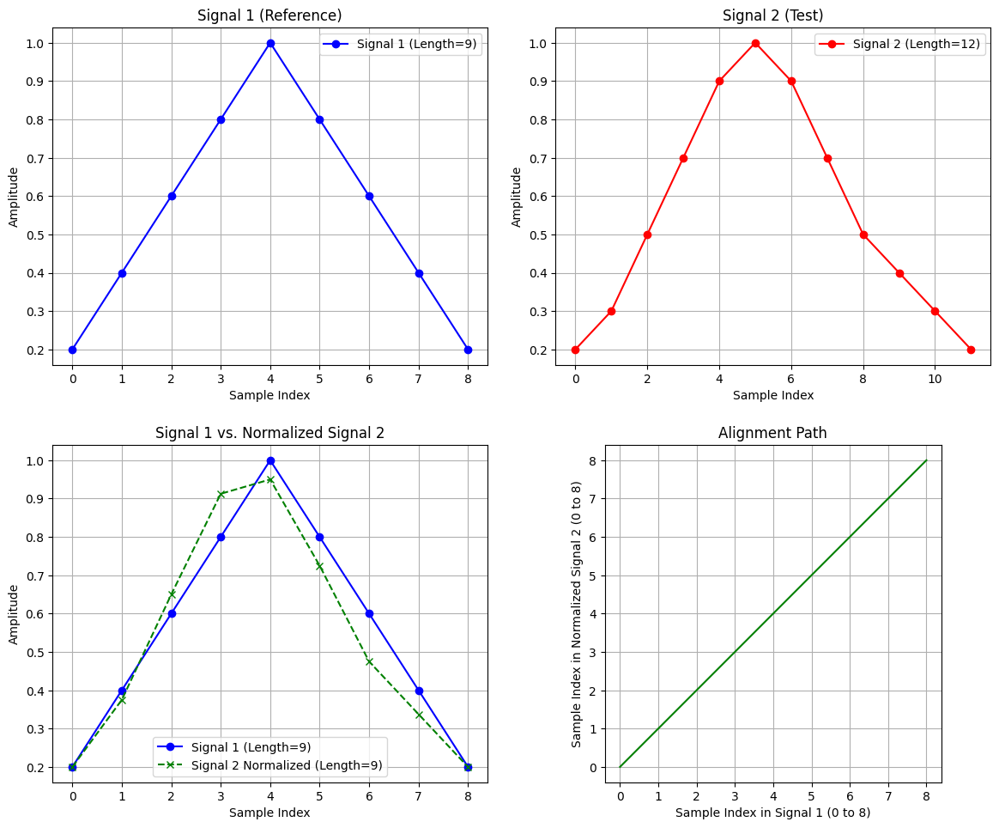 Signal 1 (Reference)
Signal 1 (Length=9)
Amplitude
1.0
0.9
0.8
0.7
0.6
0.5
0.4
0.3
0.2
0 1 2 3 4 5 6 7 8
Sample Index
Signal 2 (Test)
Signal 2 (Length=12)
Amplitude
1.0
0.9
0.8
0.7
0.6
0.5
0.4
0.3
0.2
0 2 4 6 8 10
Sample Index
Signal 1 vs. Normalized Signal 2
Amplitude
1.0
0.9
0.8
0.7
0.6
0.5
0.4
0.3
0.2
Signal 1 (Length=9)
Signal 2 Normalized (Length=9)
0 1 2 3 4 5 6 7 8
Sample Index
Alignment Path
Sample Index in Normalized Signal 2 (0 to 8)
8
7
6
5
4
3
2
1
0
0 1 2 3 4 5 6 7 8
Sample Index in Signal 1 (0 to 8)